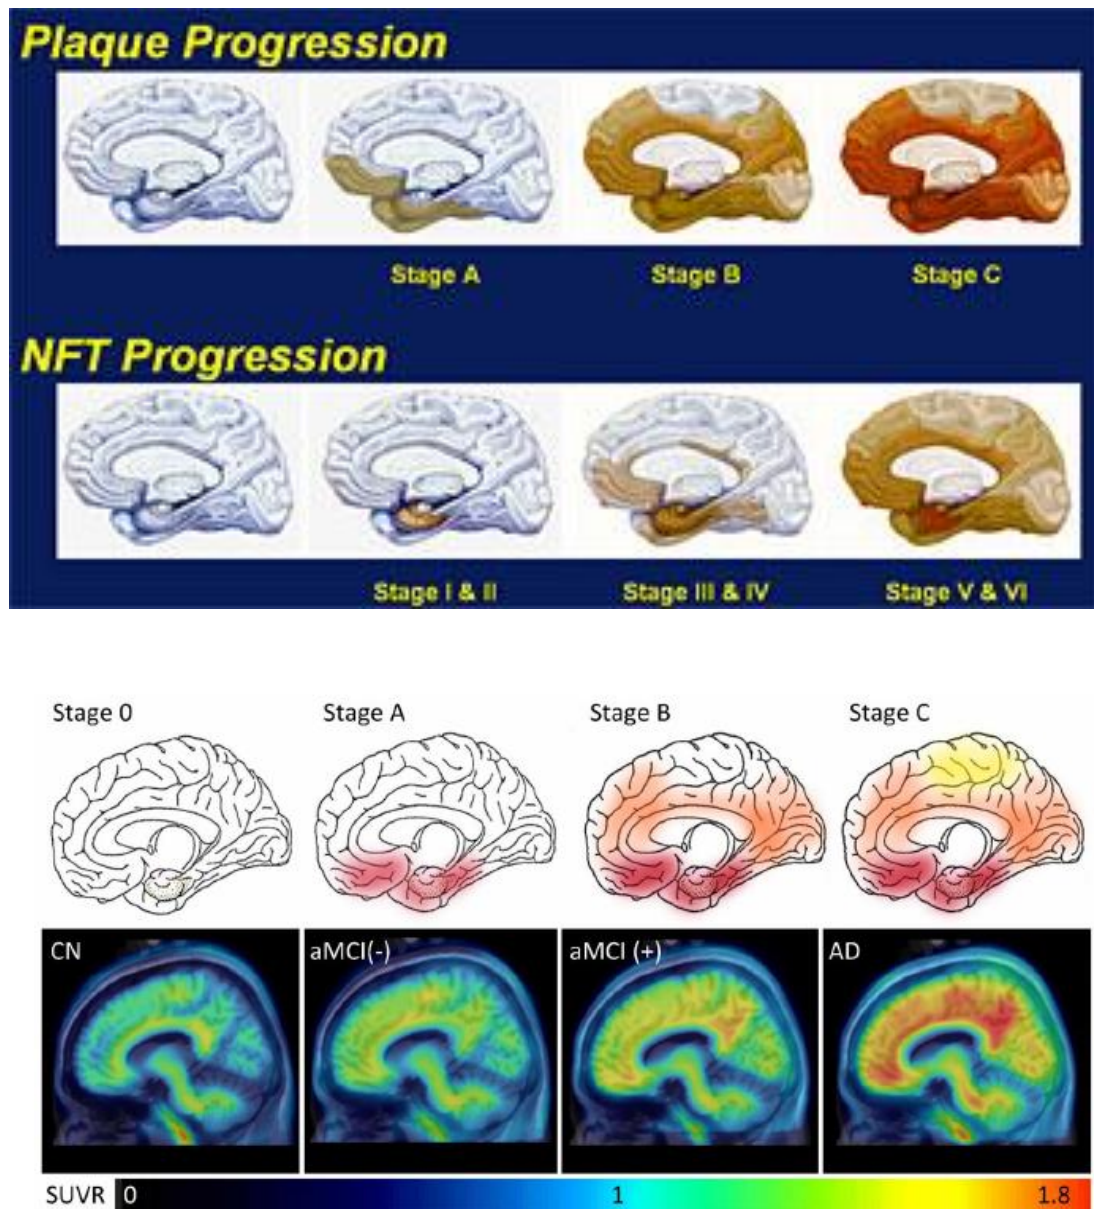 Plaque Progression
Stage A Stage B Stage C
NFT Progression
Stage I & II Stage III & IV Stage V & VI
Stage 0 Stage A Stage B Stage C
CN aMCI(-) aMCI (+) AD
SUVR 0 1 1.8